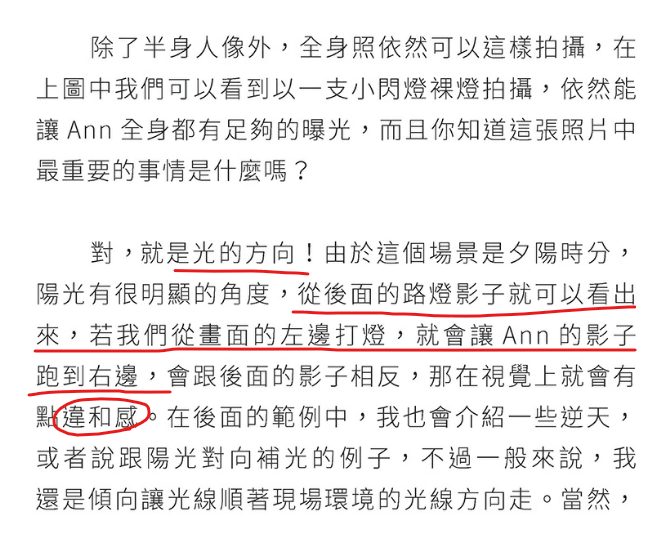 除了半身人像外，全身照依然可以這樣拍攝，在
上圖中我們可以看到以一支小閃燈裸燈拍攝，依然能
讓 Ann 全身都有足夠的曝光，而且你知道這張照片中
最重要的事情是什麼嗎？
對，就是光的方向！由於這個場景是夕陽時分，
陽光有很明顯的角度，從後面的路燈影子就可以看出
來，若我們從畫面的左邊打燈，就會讓 Ann 的影子
跑到右邊，會跟後面的影子相反，那在視覺上就會有
點違和感。在後面的範例中，我也會介紹一些逆天，
或者說跟陽光對向補光的例子，不過一般來說，我
還是傾向讓光線順著現場環境的光線方向走。當然，